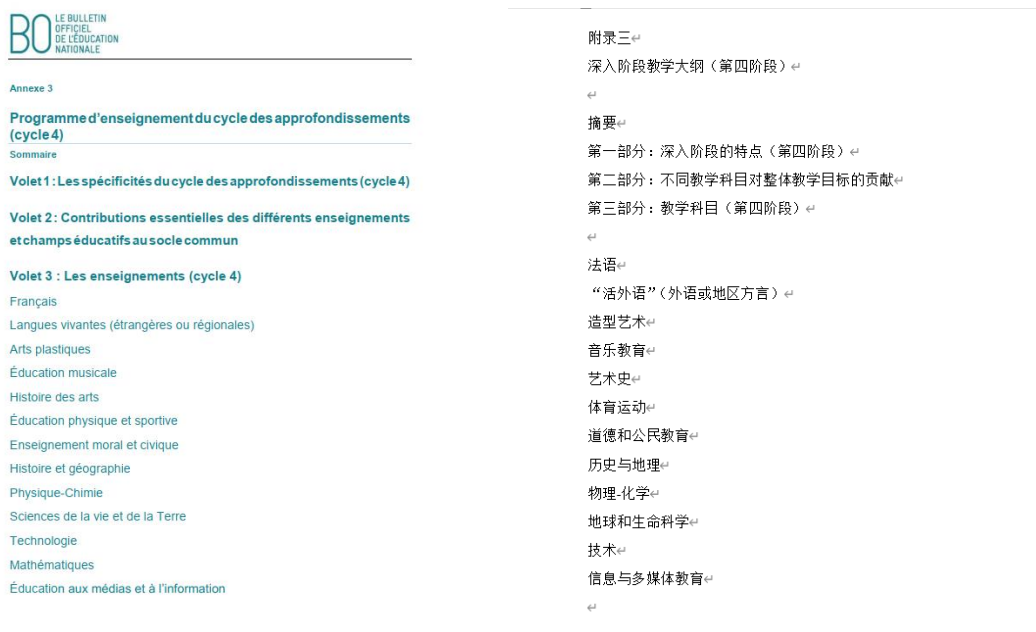 BO LE BULLETIN
OFFICIEL
DE L'ÉDUCATION
NATIONALE
Annexe 3
Programme d'enseignement du cycle des approfondissements
(cycle 4)
Sommaire
Volet 1 : Les spécificités du cycle des approfondissements (cycle 4)
Volet 2 : Contributions essentielles des différents enseignements
et champs éducatifs au socle commun
Volet 3 : Les enseignements (cycle 4)
Français
Langues vivantes (étrangères ou régionales)
Arts plastiques
Éducation musicale
Histoire des arts
Éducation physique et sportive
Enseignement moral et civique
Histoire et géographie
Physique-Chimie
Sciences de la vie et de la Terre
Technologie
Mathématiques
Éducation aux médias et à l'information
附录三
深入阶段教学大纲（第四阶段）
摘要
第一部分：深入阶段的特点（第四阶段）
第二部分：不同教学科目对整体教学目标的贡献
第三部分：教学科目（第四阶段）
法语
“活外语”（外语或地区方言）
造型艺术
音乐教育
艺术史
体育运动
道德和公民教育
历史与地理
物理-化学
地球和生命科学
技术
信息与多媒体教育